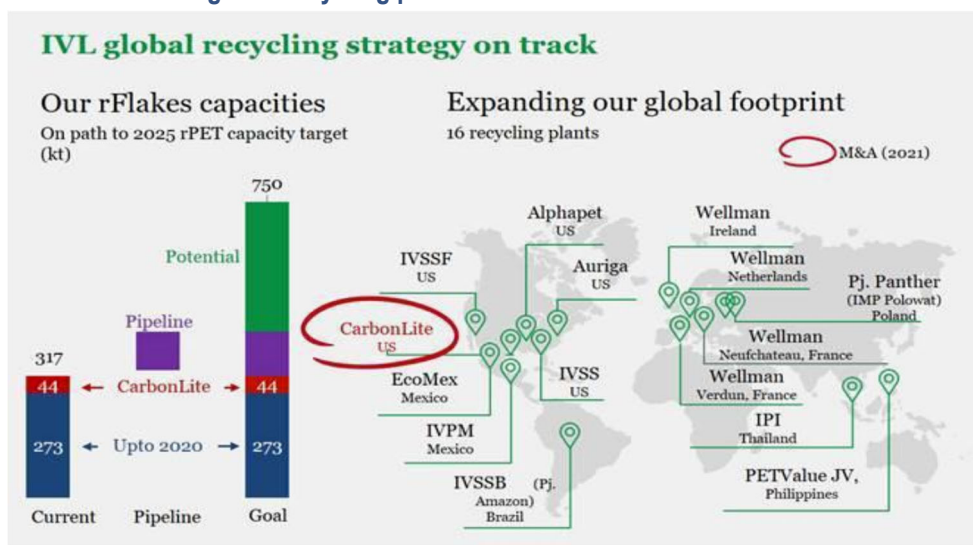 IVL global recycling strategy on track
Our rFlakes capacities
On path to 2025 rPET capacity target
(kt)
750
Potential
Pipeline
317
44
CarbonLite
44
273
Upto 2020
273
Current
Pipeline
Goal
Expanding our global footprint
16 recycling plants
M&A (2021)
Alphapet
US
IVSSF
US
Auriga
US
CarbonLite
US
EcoMex
Mexico
IVSS
US
IVPM
Mexico
IVSSB (Pj.
Amazon)
Brazil
Wellman
Ireland
Wellman
Netherlands
Pj. Panther
(IMP Polowat)
Poland
Wellman
Neufchateau, France
Wellman
Verdun, France
IPI
Thailand
PETValue JV,
Philippines